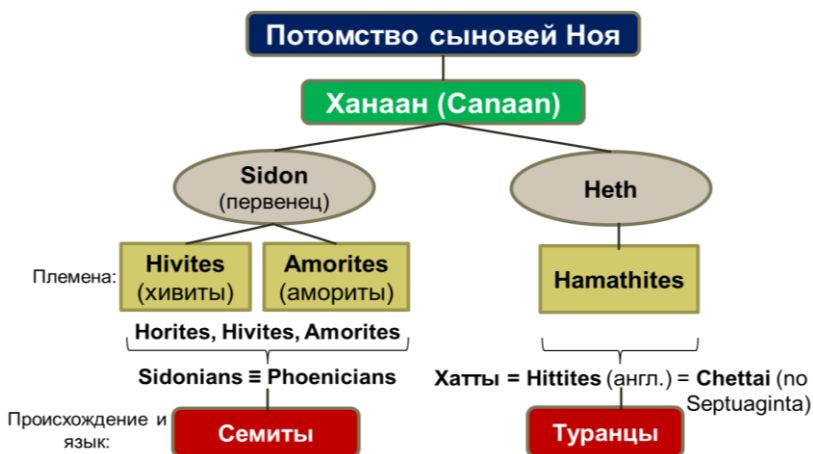 Потомство сыновей Ноя
Ханаан (Canaan)
Sidon
(первенец)
Heth
Племена:
Hivites
(хивиты)
Amorites
(амориты)
Hamathites
Horites, Hivites, Amorites
Sidonians ≡ Phoenicians
Хатты = Hittites (англ.) = Chettai (по
Septuaginta)
Происхождение и
язык:
Семиты
Туранцы